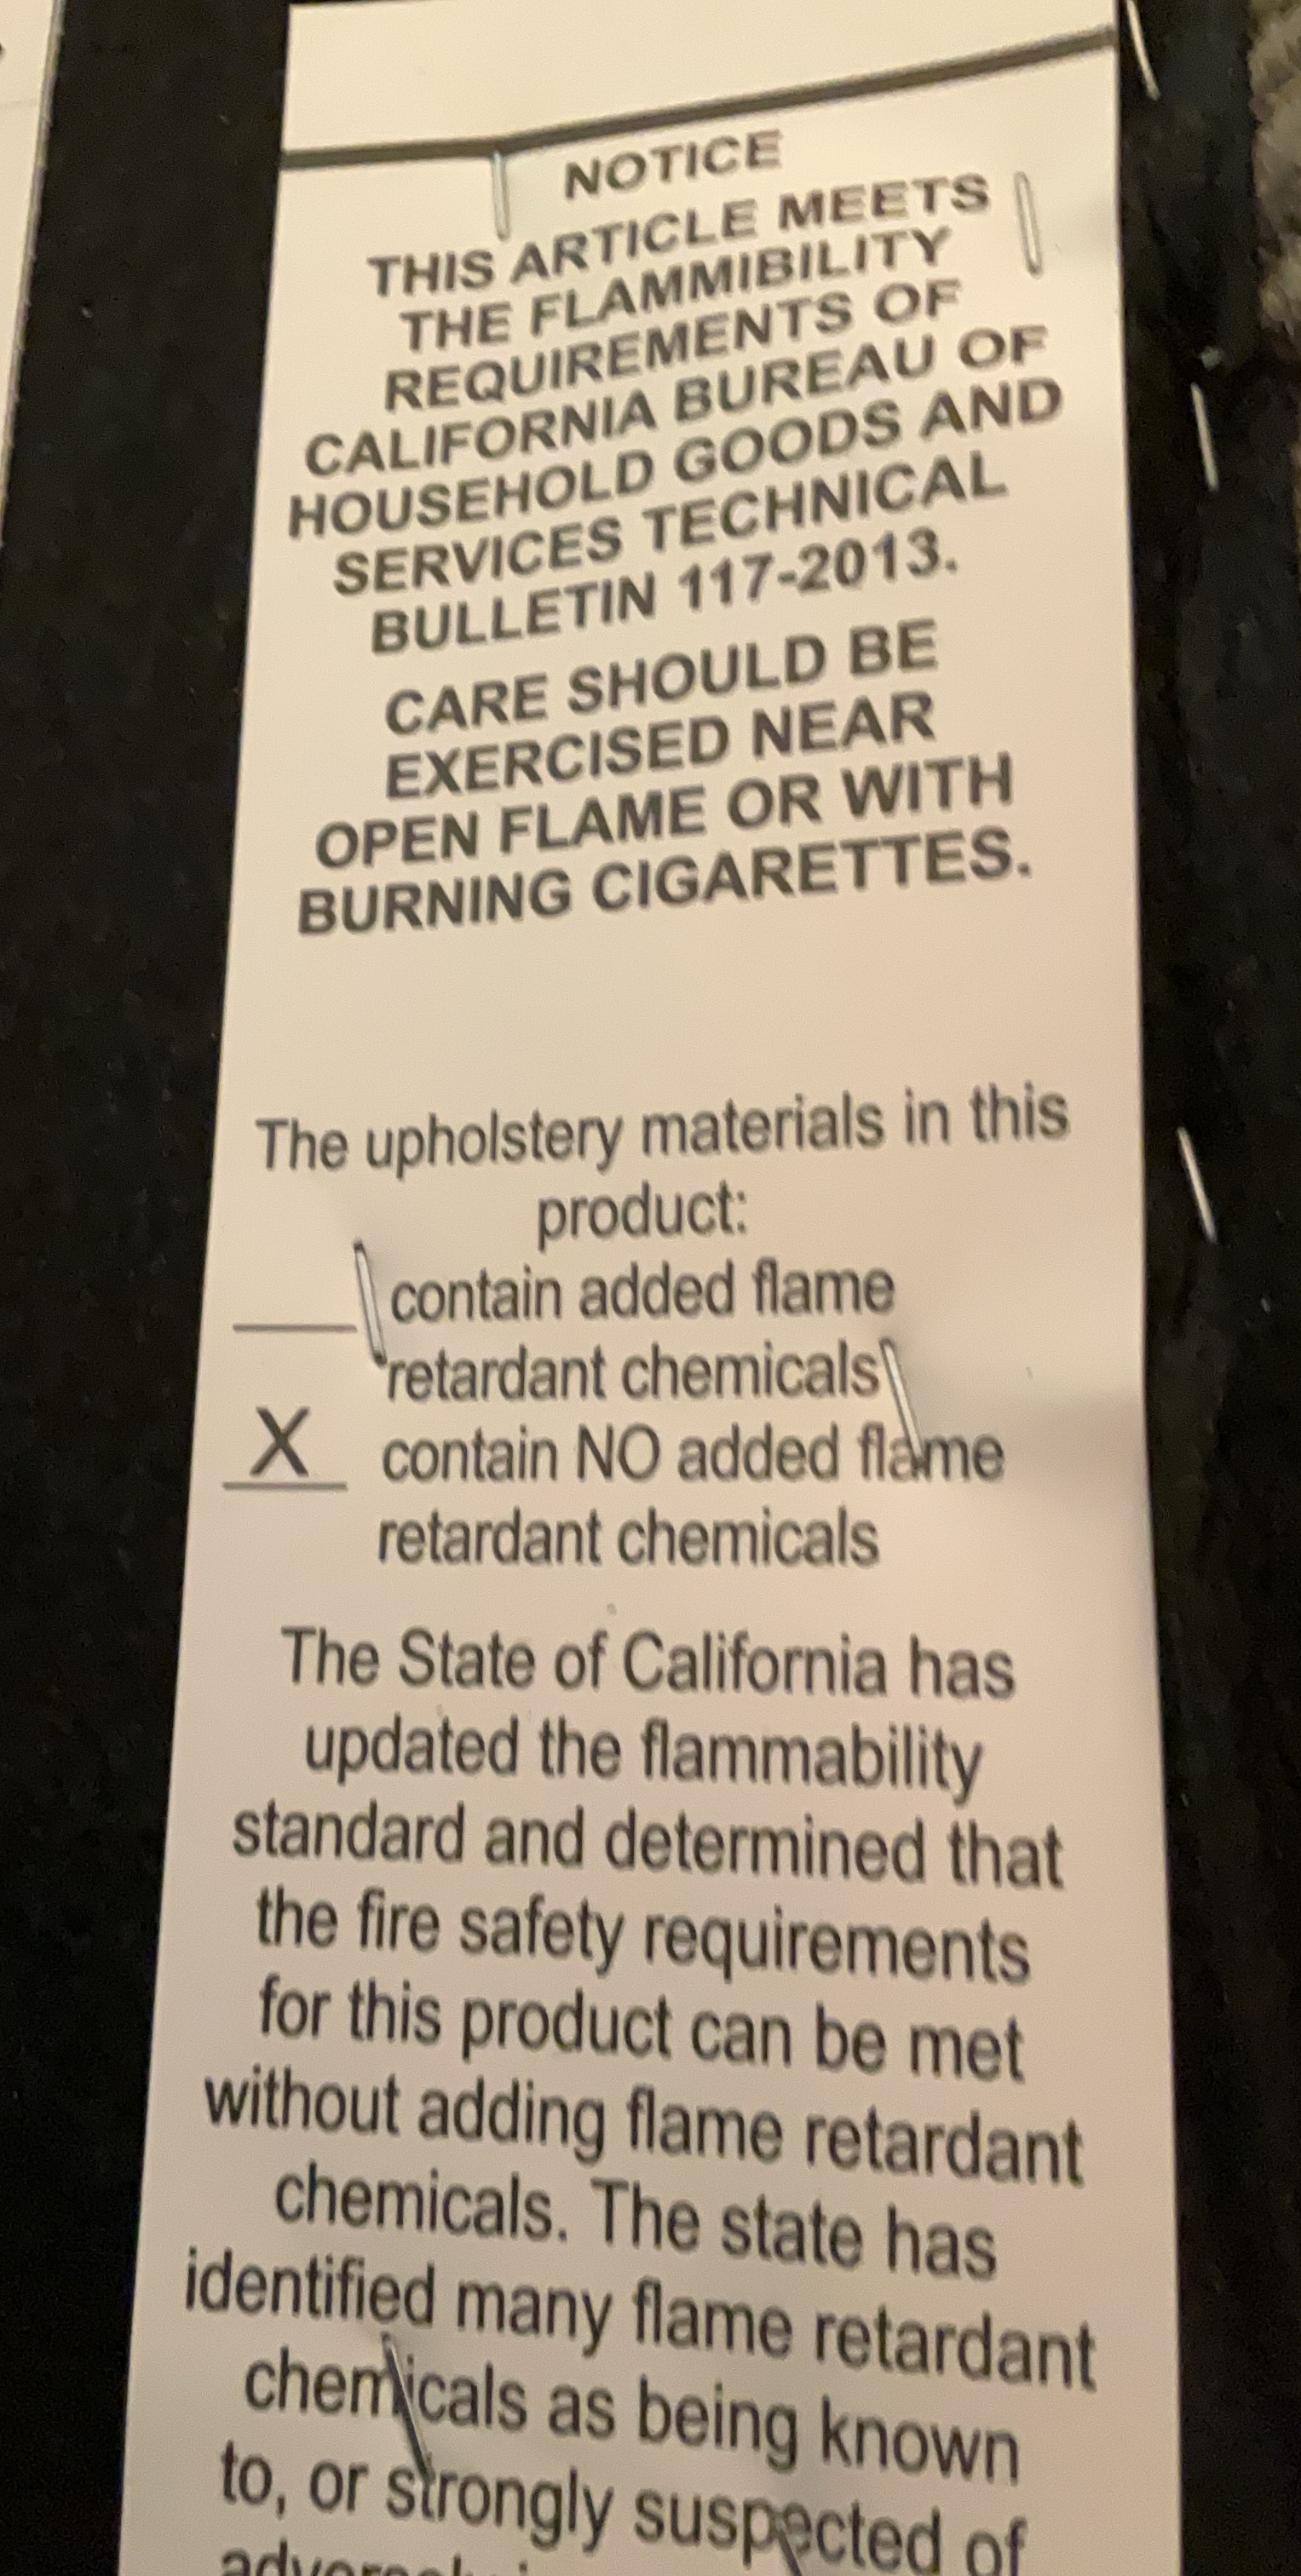 NOTICE
THIS ARTICLE MEETS
THE FLAMMIBILITY
REQUIREMENTS OF
CALIFORNIA BUREAU OF
HOUSEHOLD GOODS AND
SERVICES TECHNICAL
BULLETIN 117-2013.
CARE SHOULD BE
EXERCISED NEAR
OPEN FLAME OR WITH
BURNING CIGARETTES.
The upholstery materials in this
product:
___ contain added flame
retardant chemicals
X contain NO added flame
retardant chemicals
The State of California has
updated the flammability
standard and determined that
the fire safety requirements
for this product can be met
without adding flame retardant
chemicals. The state has
identified many flame retardant
chemicals as being known
to, or strongly suspected of